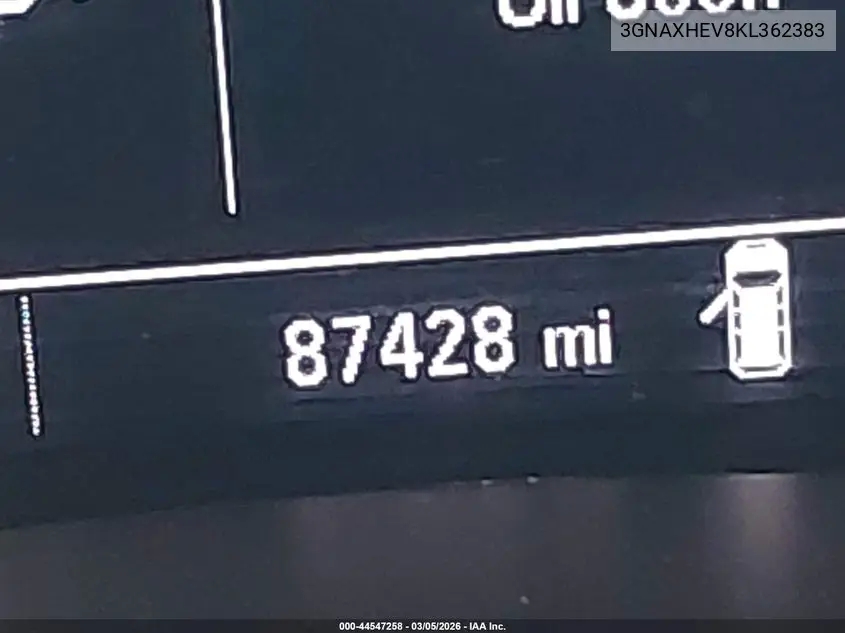 3GNAXHEV8KL362383
87428 mi
000-44547258 - 03/05/2026 - IAA Inc.